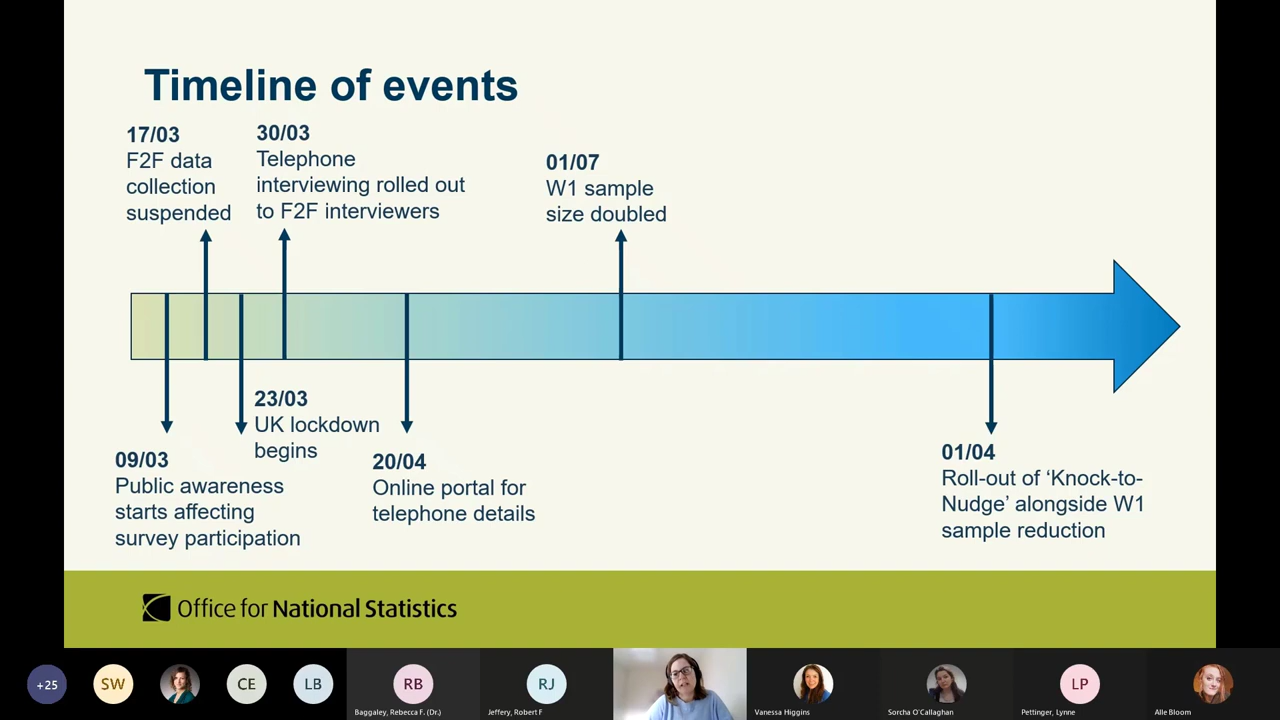 Timeline of events
17/03
F2F data
collection
suspended
30/03
Telephone
interviewing rolled out
to F2F interviewers
01/07
W1 sample
size doubled
09/03
Public awareness
starts affecting
survey participation
23/03
UK lockdown
begins
20/04
Online portal for
telephone details
01/04
Roll-out of ‘Knock-to-
Nudge’ alongside W1
sample reduction
Office for National Statistics
+25
SW
CE
LB
RB
Baggaley, Rebecca F. (Dr.)
RJ
Jeffery, Robert F
Vanessa Higgins
Sorcha O'Callaghan
LP
Pettinger, Lynne
Alle Bloom